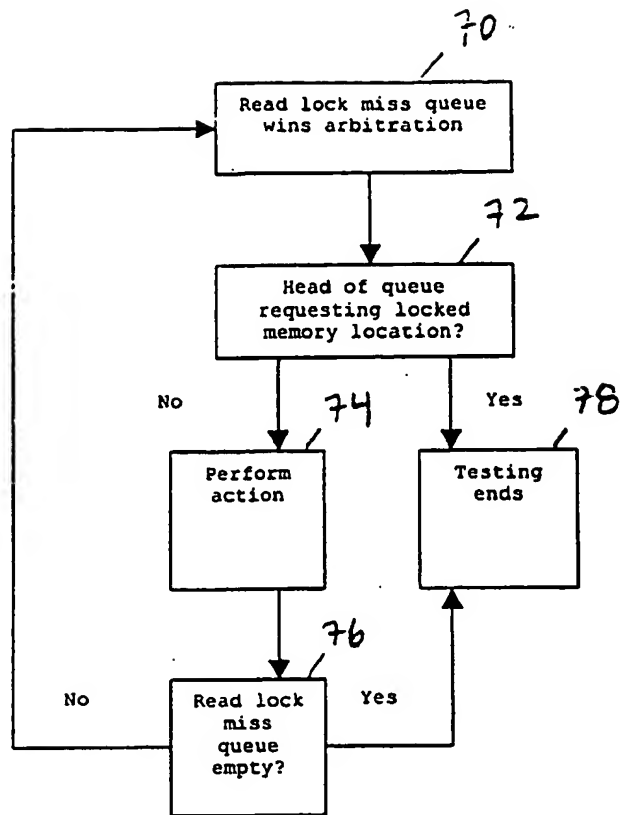 70
Read lock miss queue
wins arbitration
72
Head of queue
requesting locked
memory location?
No
74
Yes
78
Perform
action
Testing
ends
76
No
Read lock
miss
queue
empty?
Yes